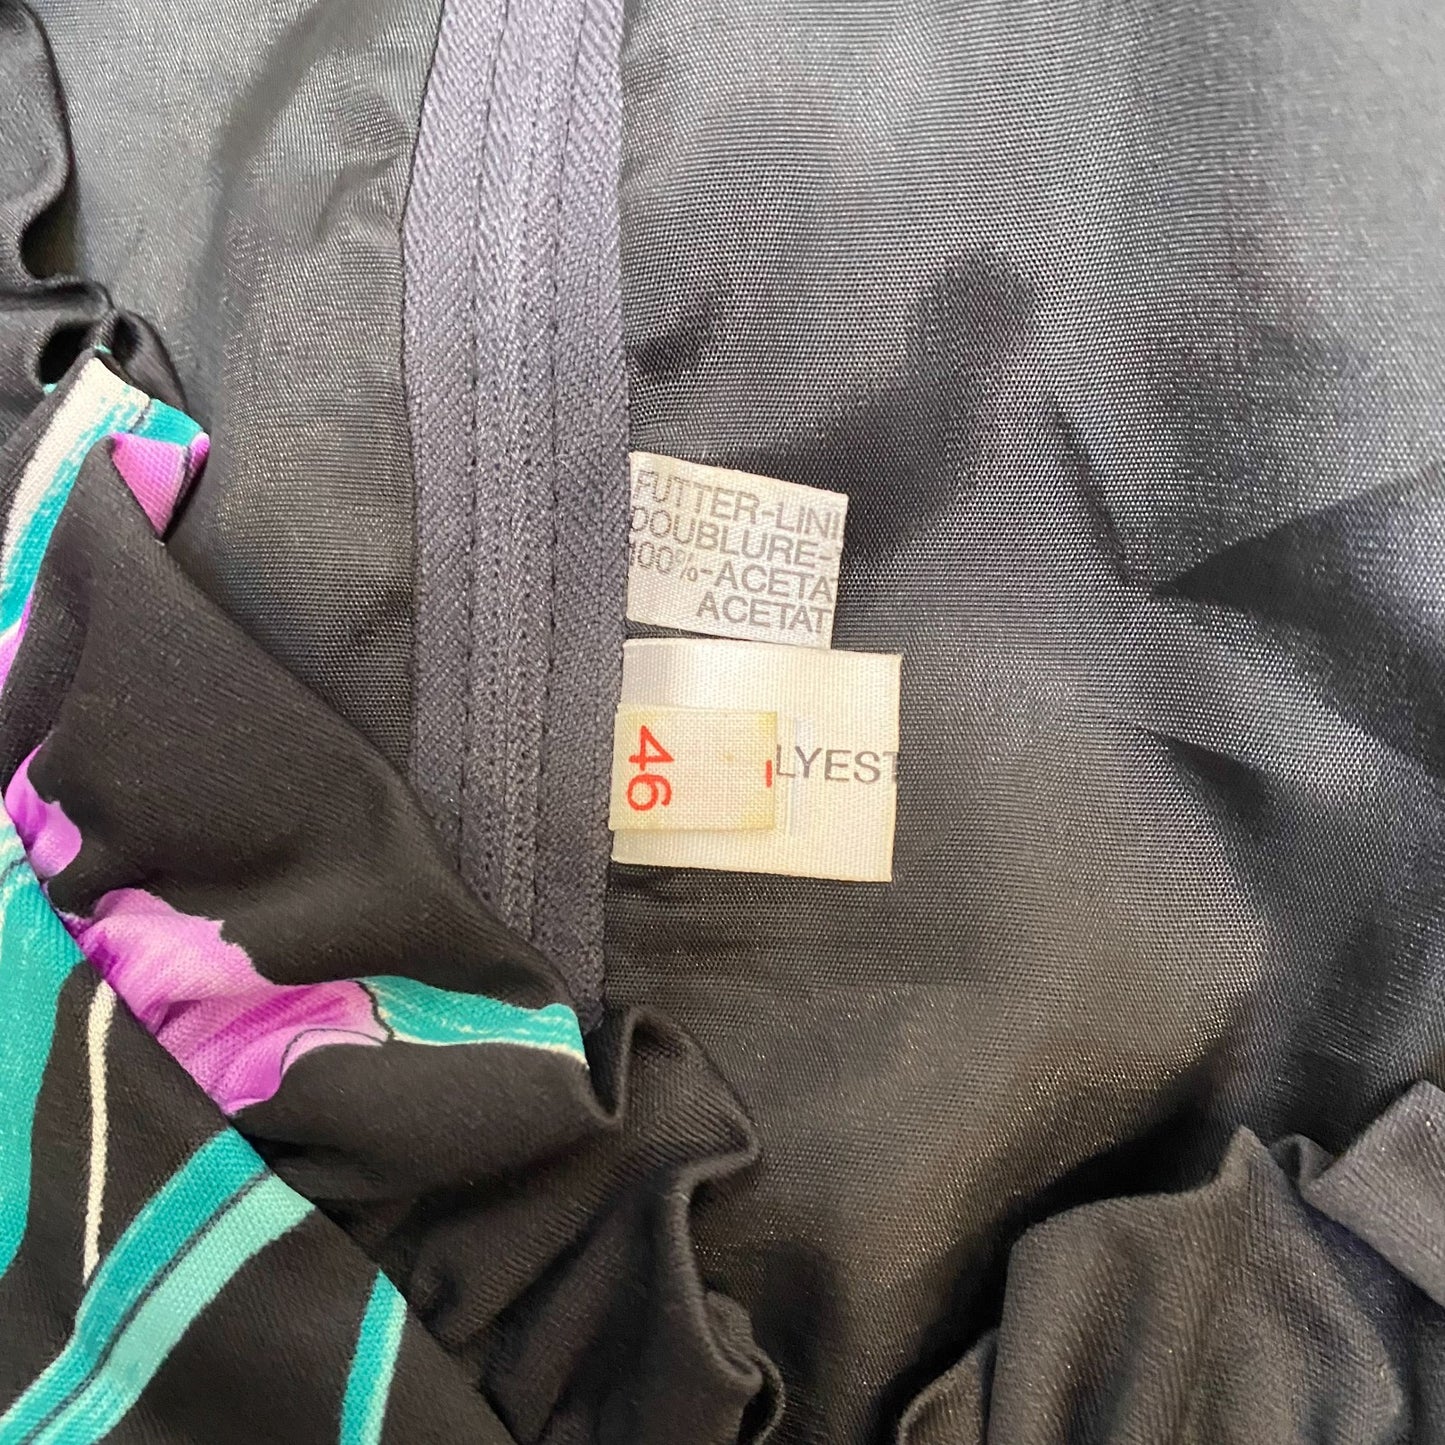 FUTTER-LINI
DOUBLURE-
100%-ACETA
ACETAT
46
LYEST